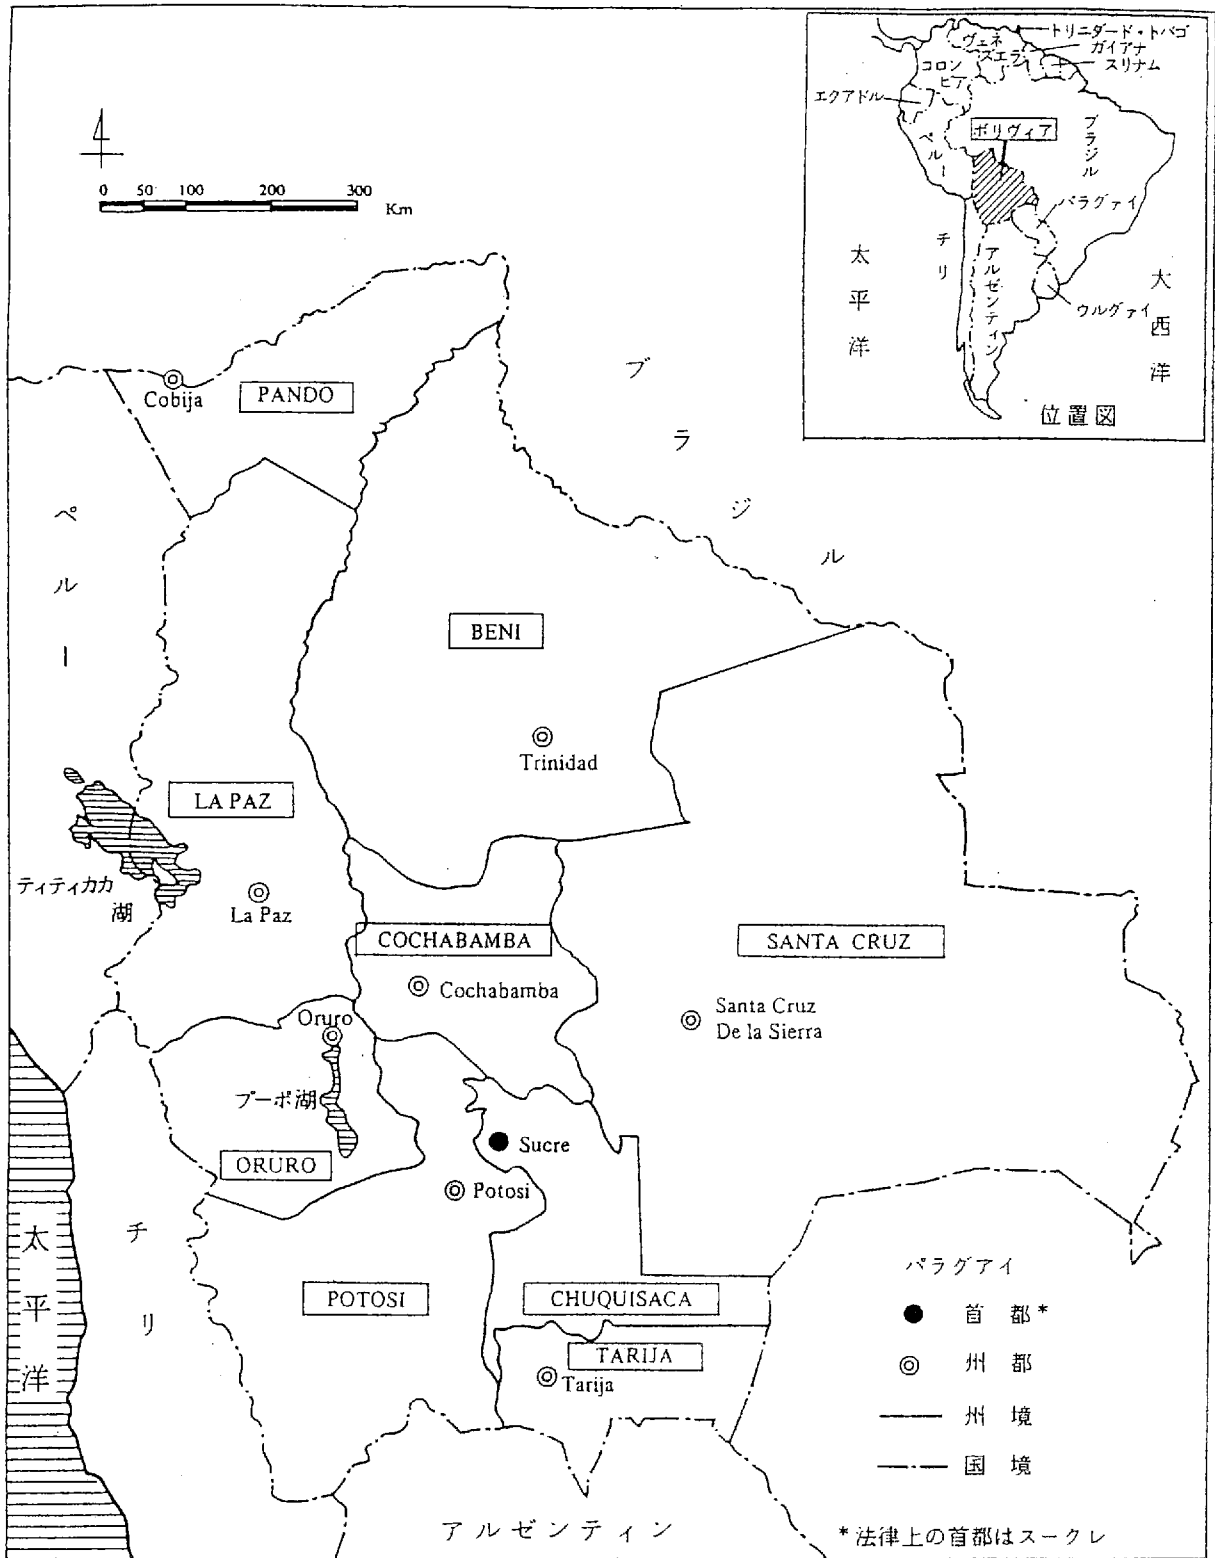 トリニダード・トバゴ
ヴェネ
ズエラ
ガイアナ
スリナム
コロン
ビア
エクアドル
ペルー
ボリヴィア
ブラジル
パラグァイ
チリ
アルゼンティン
ウルグァイ
太平洋
大西洋
位置図
0 50 100 200 300
Km
Cobija
PANDO
ブラジル
ペルー
BENI
Trinidad
LA PAZ
ティティカカ
湖
La Paz
COCHABAMBA
Cochabamba
SANTA CRUZ
Santa Cruz
De la Sierra
Oruro
プーポ湖
ORURO
Sucre
Potosi
POTOSI
CHUQUISACA
TARIJA
Tarija
太平洋
チリ
アルゼンティン
パラグアイ
首都*
州都
州境
国境
*法律上の首都はスークレ